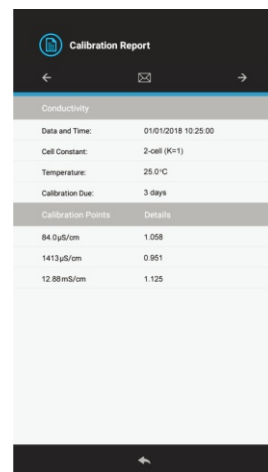 Calibration Report
Conductivity
Data and Time: 01/01/2018 10:25:00
Cell Constant: 2-cell (K=1)
Temperature: 25.0°C
Calibration Due: 3 days
Calibration Points Details
84.0μS/cm 1.058
1413μS/cm 0.951
12.88mS/cm 1.125